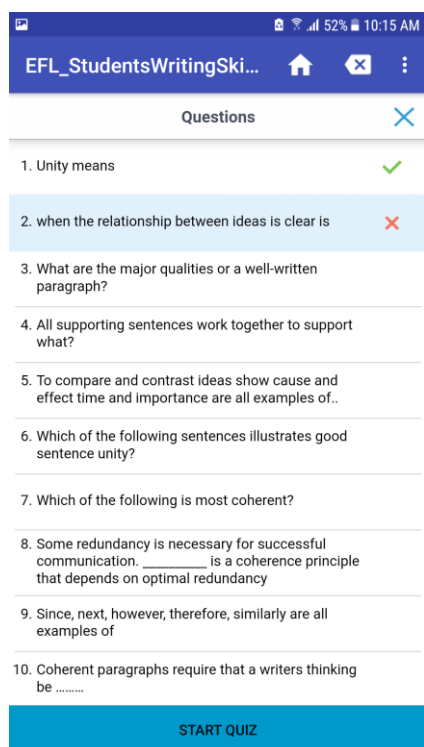 52% 10:15 AM
EFL_StudentsWritingSki...
Questions
1. Unity means
2. when the relationship between ideas is clear is
3. What are the major qualities or a well-written
paragraph?
4. All supporting sentences work together to support
what?
5. To compare and contrast ideas show cause and
effect time and importance are all examples of..
6. Which of the following sentences illustrates good
sentence unity?
7. Which of the following is most coherent?
8. Some redundancy is necessary for successful
communication. ________ is a coherence principle
that depends on optimal redundancy
9. Since, next, however, therefore, similarly are all
examples of
10. Coherent paragraphs require that a writers thinking
be .........
START QUIZ